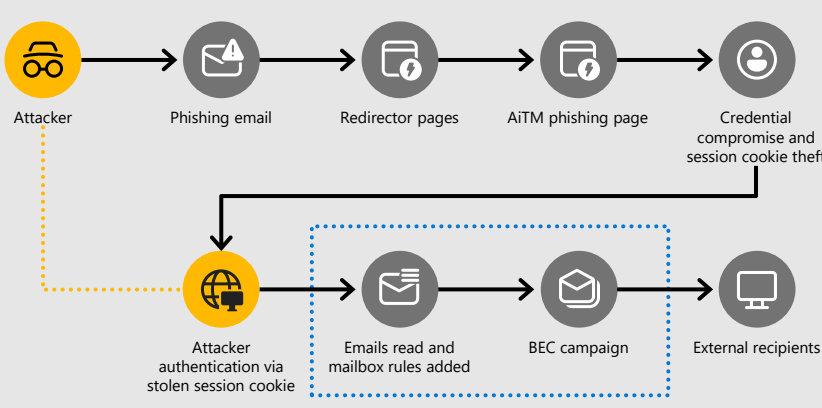 Attacker
Phishing email
Redirector pages
AiTM phishing page
Credential
compromise and
session cookie theft
Attacker
authentication via
stolen session cookie
Emails read and
mailbox rules added
BEC campaign
External recipients